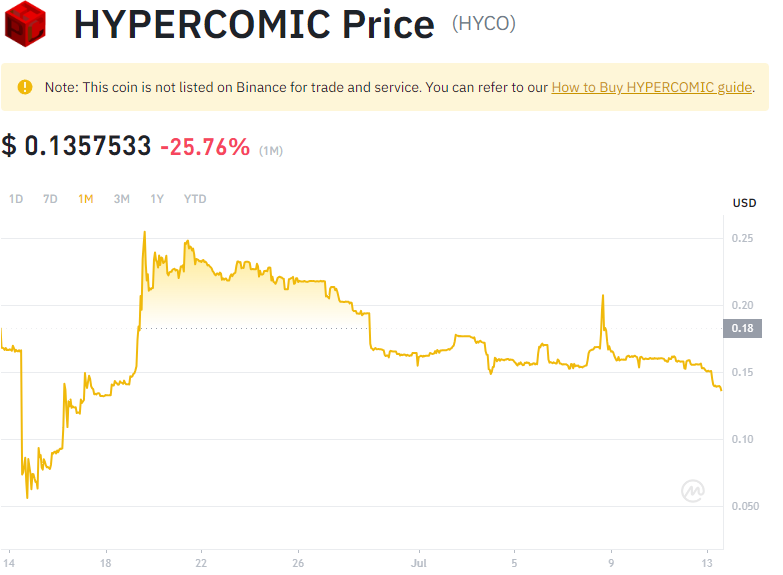 HYPERCOMIC Price (HYCO)
Note: This coin is not listed on Binance for trade and service. You can refer to our How to Buy HYPERCOMIC guide.
$ 0.1357533 -25.76% (1M)
1D 7D 1M 3M 1Y YTD
USD
0.25
0.20
0.18
0.15
0.10
0.050
14 18 22 26 Jul 5 9 13